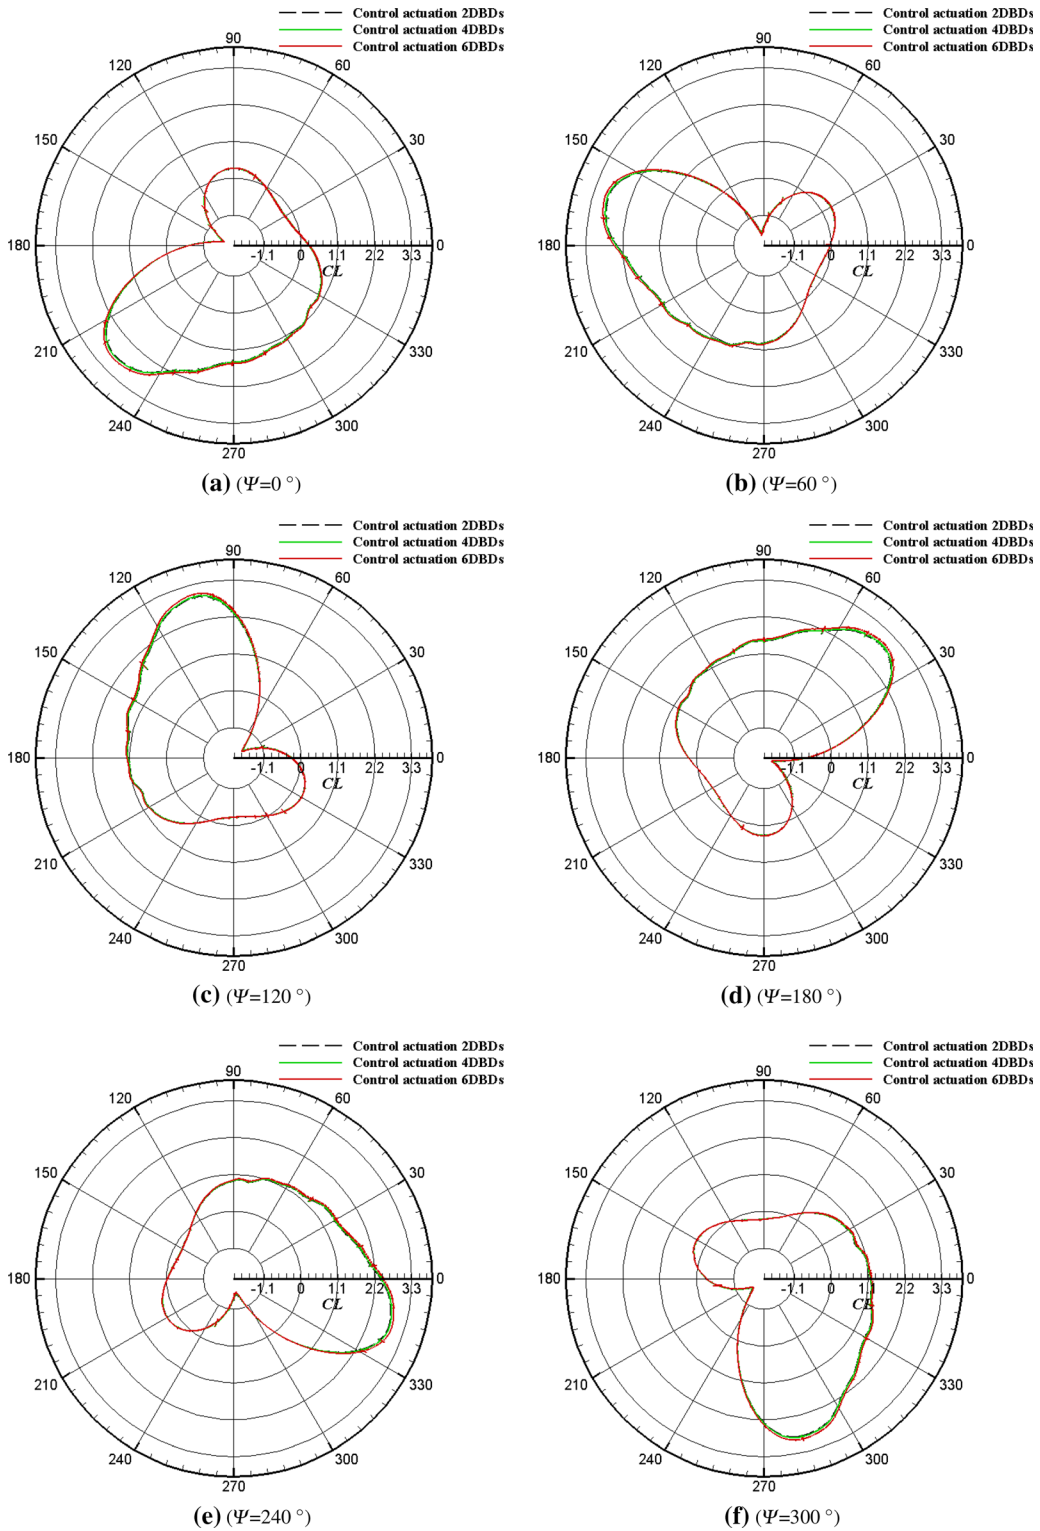 Control actuation 2DBDs
Control actuation 4DBDs
Control actuation 6DBDs
90
120
60
150
30
180
0
-1.1 0 1.1 2.2 3.3
CL
210
330
240
300
270
(a) (Ψ=0 °)
Control actuation 2DBDs
Control actuation 4DBDs
Control actuation 6DBDs
90
120
60
150
30
180
0
-1.1 0 1.1 2.2 3.3
CL
210
330
240
300
270
(b) (Ψ=60 °)
Control actuation 2DBDs
Control actuation 4DBDs
Control actuation 6DBDs
90
120
60
150
30
180
0
-1.1 0 1.1 2.2 3.3
CL
210
330
240
300
270
(c) (Ψ=120 °)
Control actuation 2DBDs
Control actuation 4DBDs
Control actuation 6DBDs
90
120
60
150
30
180
0
-1.1 0 1.1 2.2 3.3
CL
210
330
240
300
270
(d) (Ψ=180 °)
Control actuation 2DBDs
Control actuation 4DBDs
Control actuation 6DBDs
90
120
60
150
30
180
0
-1.1 0 1.1 2.2 3.3
CL
210
330
240
300
270
(e) (Ψ=240 °)
Control actuation 2DBDs
Control actuation 4DBDs
Control actuation 6DBDs
90
120
60
150
30
180
0
-1.1 0 1.1 2.2 3.3
CL
210
330
240
300
270
(f) (Ψ=300 °)